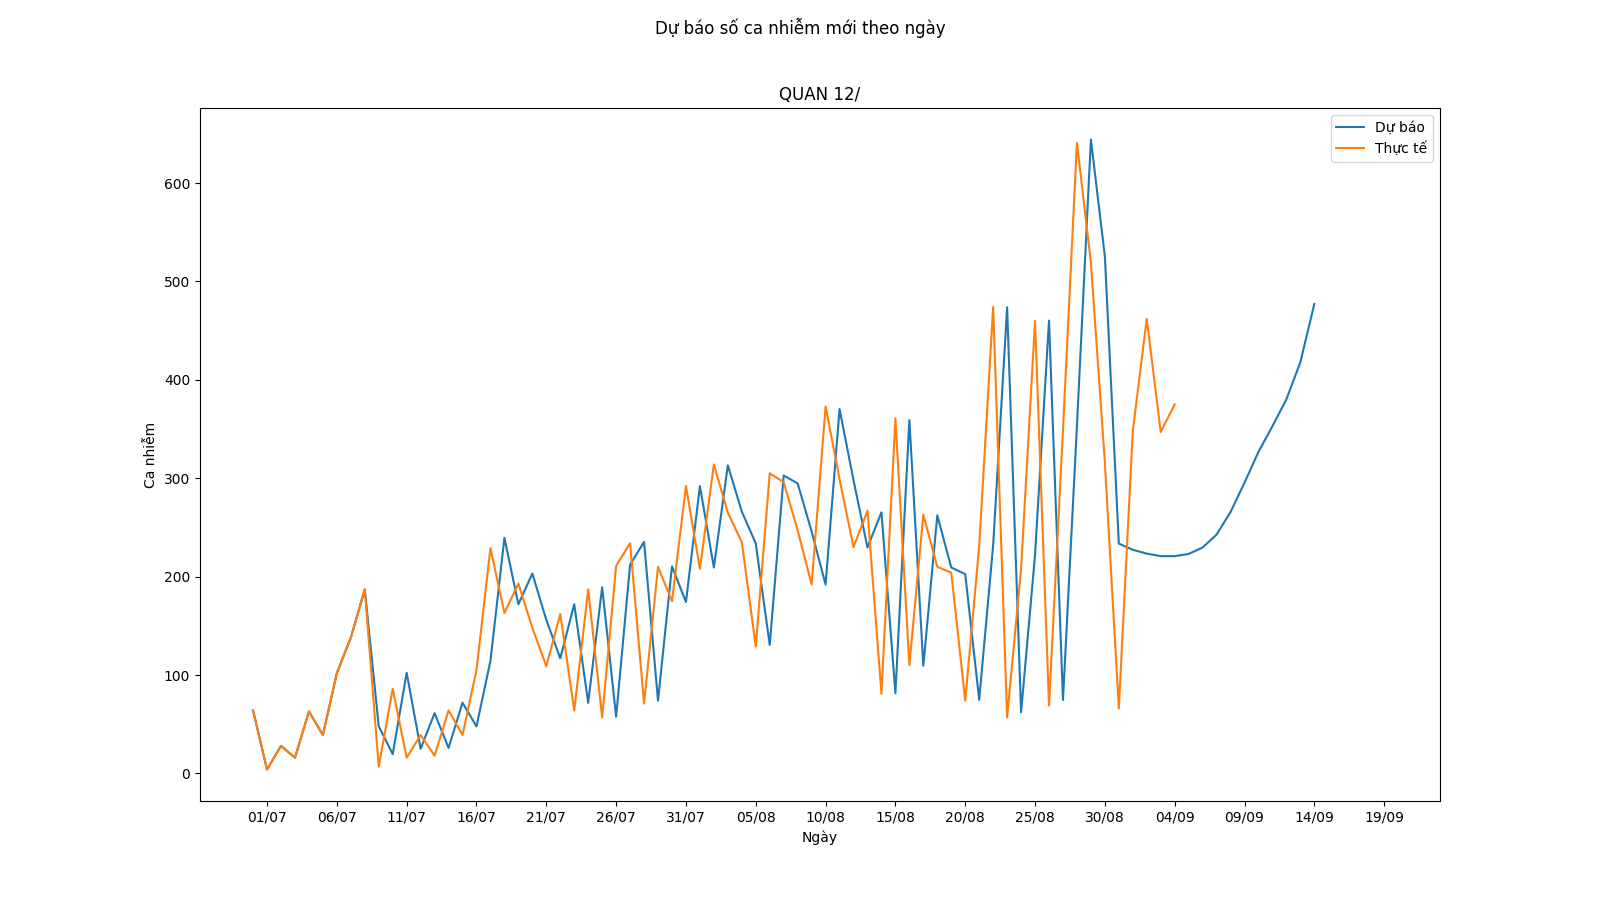 Dự báo số ca nhiễm mới theo ngày
QUAN 12/
Dự báo
Thực tế
600
500
400
300
200
100
0
Ca nhiễm
01/07 06/07 11/07 16/07 21/07 26/07 31/07 05/08 10/08 15/08 20/08 25/08 30/08 04/09 09/09 14/09 19/09
Ngày